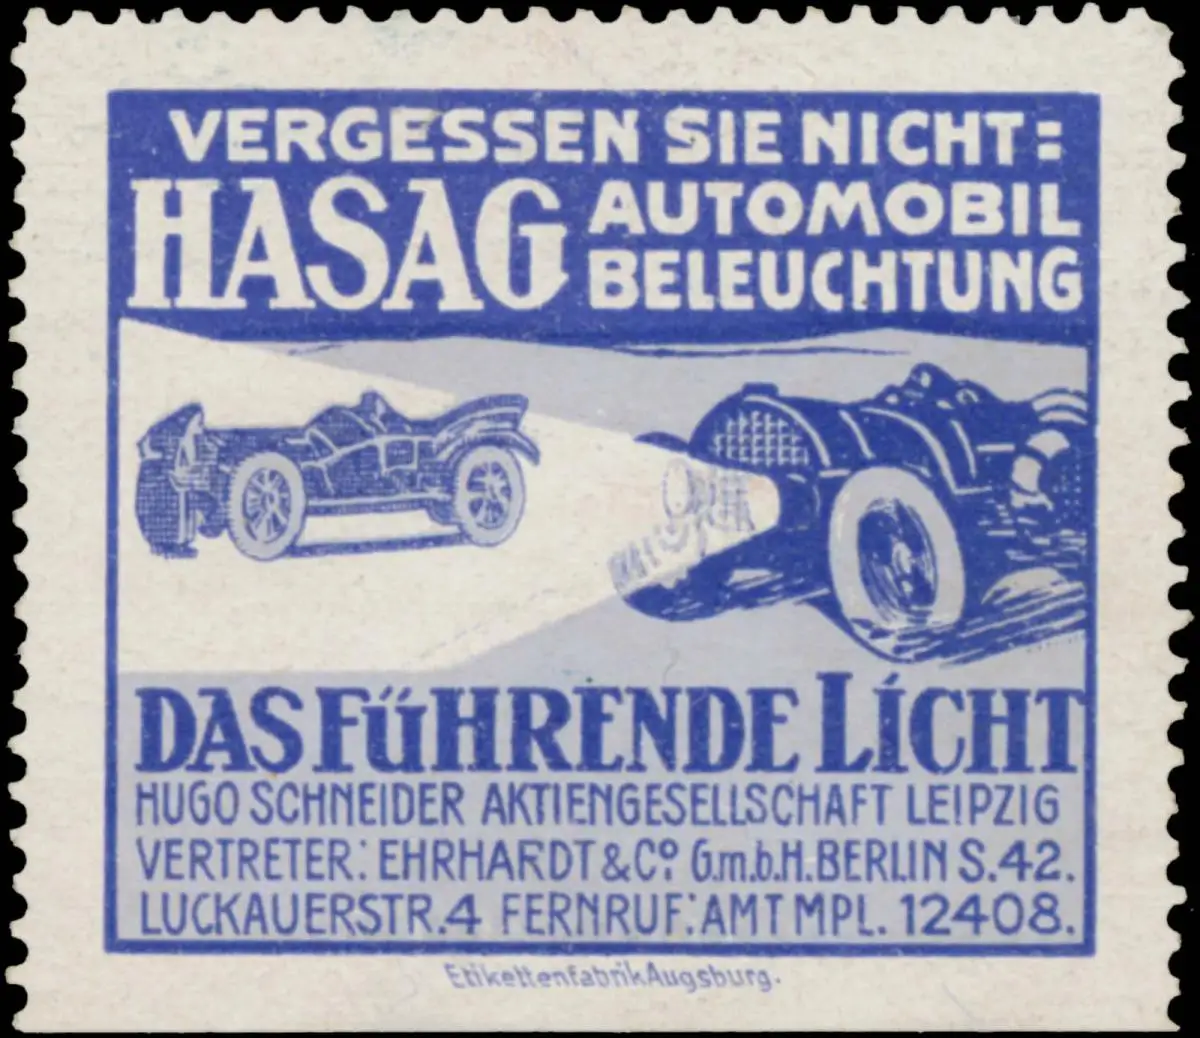 VERGESSEN SIE NICHT:
HASAG AUTOMOBIL
BELEUCHTUNG
DAS FÜHRENDE LICHT
HUGO SCHNEIDER AKTIENGESELLSCHAFT LEIPZIG
VERTRETER: EHRHARDT & Co. G.m.b.H. BERLIN S. 42.
LUCKAUERSTR. 4 FERNRUF: AMT MPL. 12408.
Etikettenfabrik Augsburg.